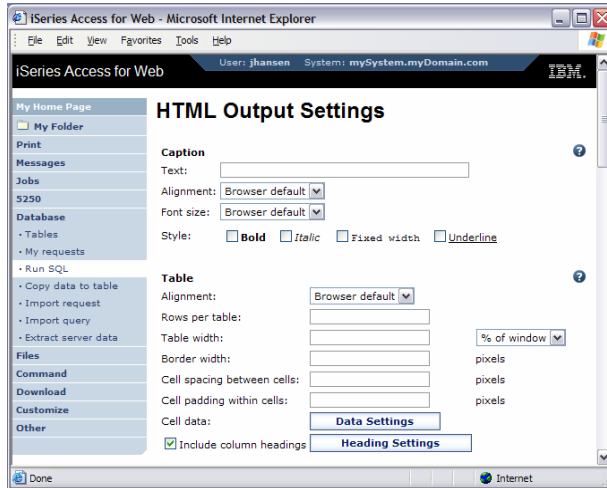 iSeries Access for Web - Microsoft Internet Explorer
File Edit View Favorites Tools Help
iSeries Access for Web
User: jhansen System: mySystem.myDomain.com
IBM.
My Home Page
My Folder
Print
Messages
Jobs
5250
Database
• Tables
• My requests
• Run SQL
• Copy data to table
• Import request
• Import query
• Extract server data
Files
Command
Download
Customize
Other
HTML Output Settings
Caption ?
Text:
Alignment: Browser default
Font size: Browser default
Style: Bold Italic Fixed width Underline
Table ?
Alignment: Browser default
Rows per table:
Table width: % of window
Border width: pixels
Cell spacing between cells: pixels
Cell padding within cells: pixels
Cell data: Data Settings
Include column headings Heading Settings
Done Internet